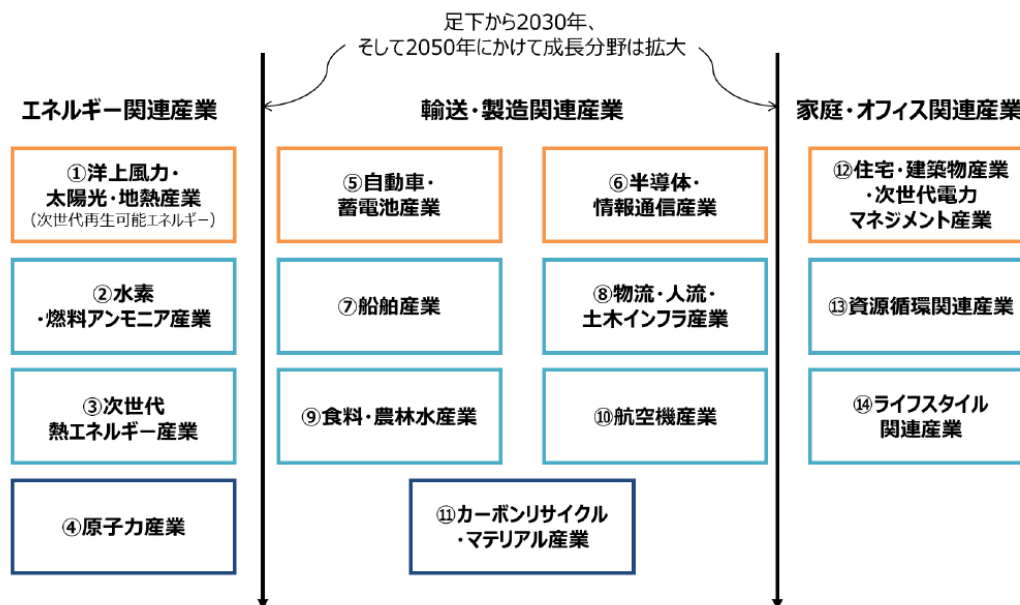 足下から2030年、
そして2050年にかけて成長分野は拡大
エネルギー関連産業
輸送・製造関連産業
家庭・オフィス関連産業
①洋上風力・
太陽光・地熱産業
(次世代再生可能エネルギー)
⑤自動車・
蓄電池産業
⑥半導体・
情報通信産業
⑫住宅・建築物産業
・次世代電力
マネジメント産業
②水素
・燃料アンモニア産業
⑦船舶産業
⑧物流・人流・
土木インフラ産業
⑬資源循環関連産業
③次世代
熱エネルギー産業
⑨食料・農林水産業
⑩航空機産業
⑭ライフスタイル
関連産業
④原子力産業
⑪カーボンリサイクル
・マテリアル産業